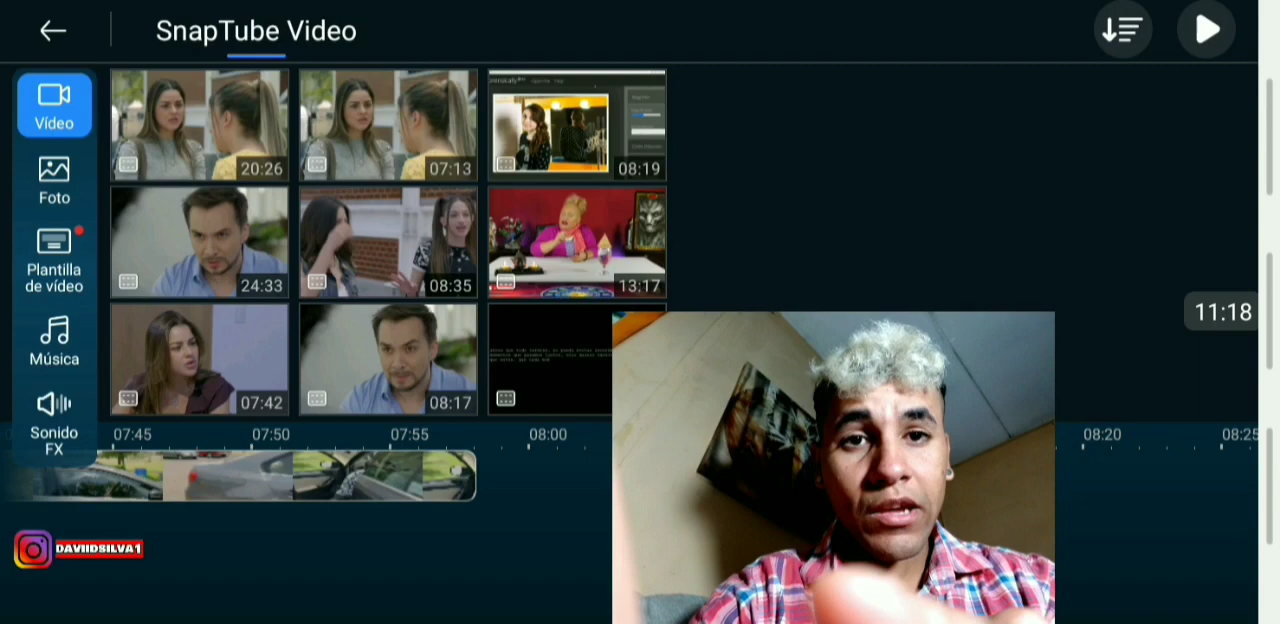 SnapTube Video
Vídeo
Foto
Plantilla
de vídeo
Música
Sonido
FX
20:26
07:13
08:19
24:33
08:35
13:17
07:42
08:17
11:18
07:45
07:50
07:55
08:00
08:20
08:25
DAVIIDSILVA1